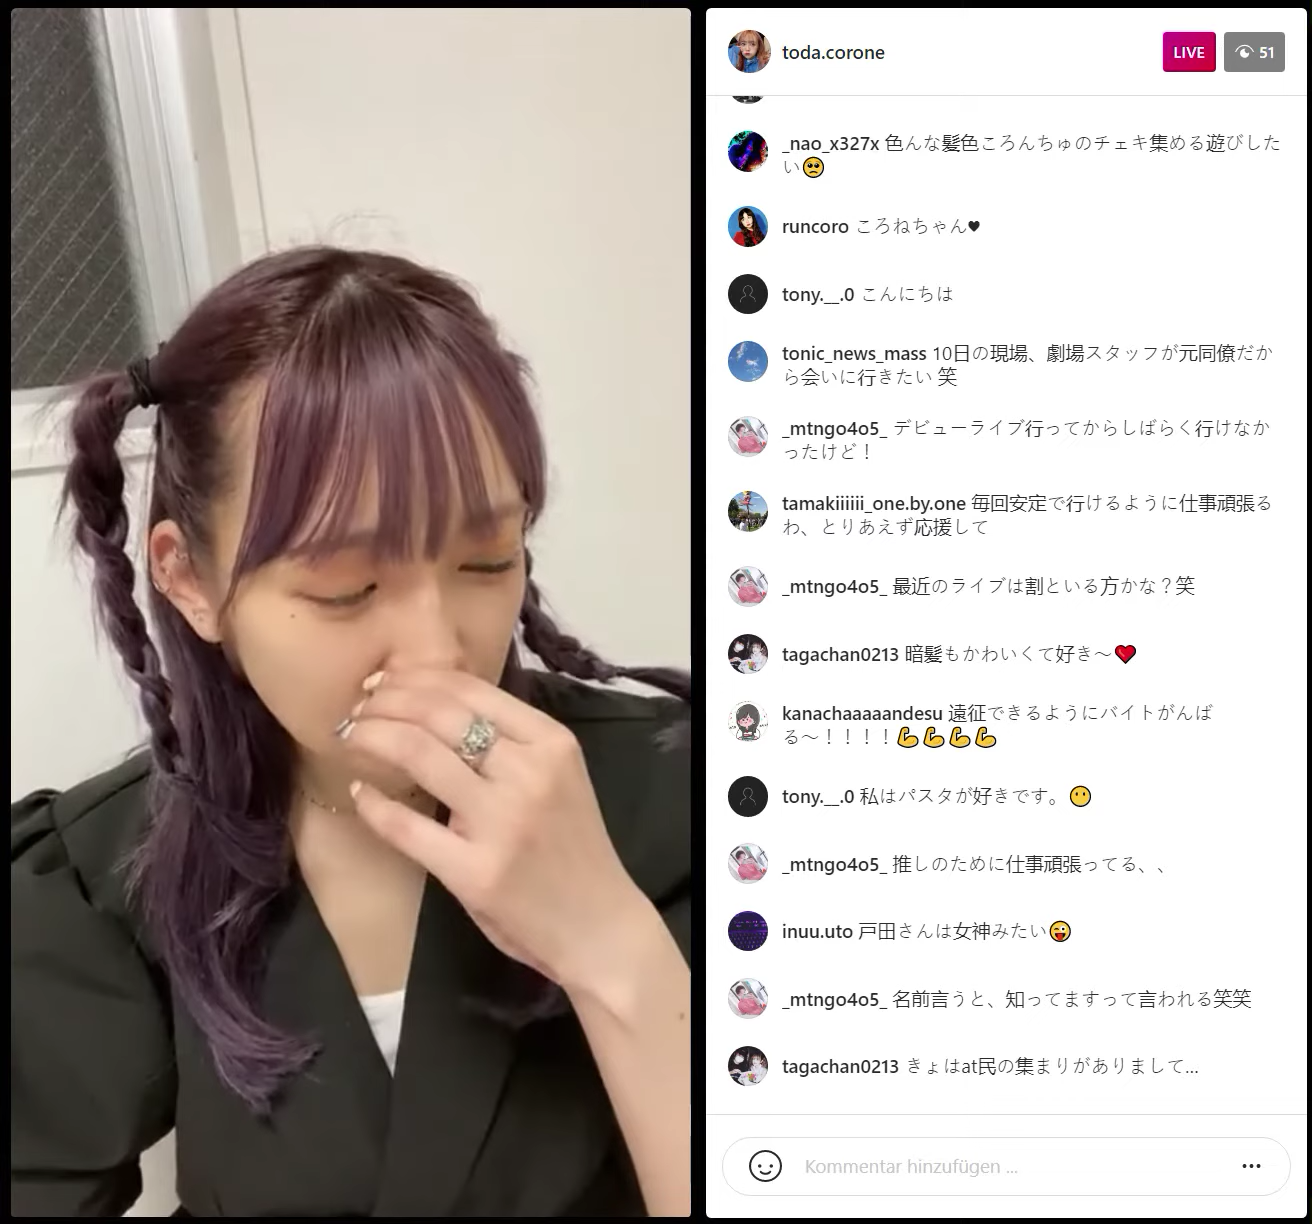 toda.corone
LIVE
51
_nao_x327x 色んな髪色ころんちゅのチェキ集める遊びした
い🥺
runcoro ころねちゃん♥
tony.__.0 こんにちは
tonic_news_mass 10日の現場、劇場スタッフが元同僚だか
ら会いに行きたい 笑
_mtngo4o5_ デビューライブ行ってからしばらく行けなか
ったけど！
tamakiiiiii_one.by.one 毎回安定で行けるように仕事頑張る
わ、とりあえず応援して
_mtngo4o5_ 最近のライブは割といる方かな？笑
tagachan0213 暗髪もかわいくて好き〜❤️
kanachaaaaandesu 遠征できるようにバイトがんば
る〜！！！！💪💪💪💪
tony.__.0 私はパスタが好きです。😶
_mtngo4o5_ 推しのために仕事頑張ってる、、
inuu.uto 戸田さんは女神みたい😜
_mtngo4o5_ 名前言うと、知ってますって言われる笑笑
tagachan0213 きょはat民の集まりがありまして...
Kommentar hinzufügen ...